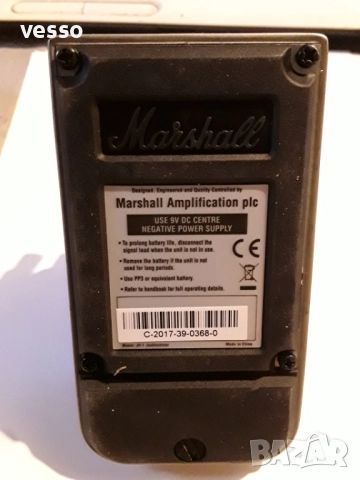 vesso
Marshall
Designed, Engineered and Quality Controlled by
Marshall Amplification plc
USE 9V DC CENTRE
NEGATIVE POWER SUPPLY
• To prolong battery life, disconnect the
signal lead when the unit is not in use.
• Remove the battery if the unit is not
used for long periods.
• Use PP3 or equivalent battery.
• Refer to handbook for full operating details.
CE
C-2017-39-0368-0
Made in China
BAZAR